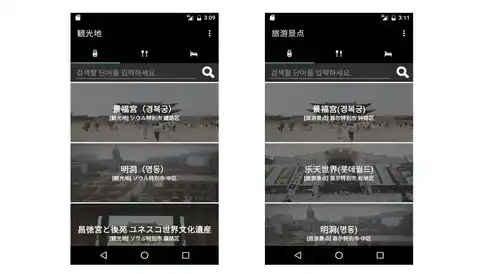 3:09
観光地
검색할 단어를 입력하세요.
景福宮（경복궁）
[観光地] ソウル特別市 鍾路区
明洞（명동）
[観光地] ソウル特別市 中区
昌徳宮と後苑 ユネスコ世界文化遺産
[観光地] ソウル特別市 鍾路区
3:11
旅游景点
검색할 단어를 입력하세요.
景福宫(경복궁)
[旅游景点] 首尔特别市 钟路区
乐天世界(롯데월드)
[旅游景点] 首尔特别市 松坡区
明洞(명동)
[旅游景点] 首尔特别市 中区